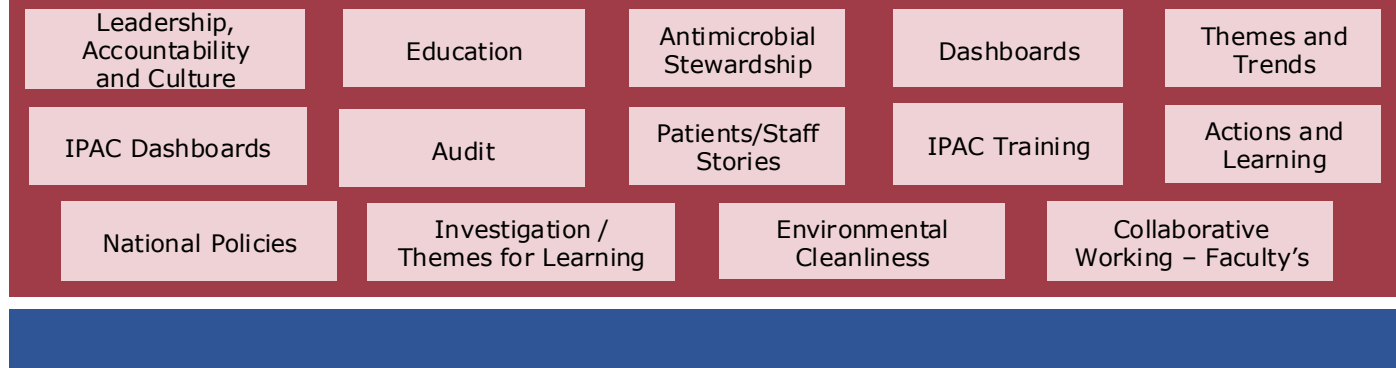 Leadership,
Accountability
and Culture
Education
Antimicrobial
Stewardship
Dashboards
Themes and
Trends
IPAC Dashboards
Audit
Patients/Staff
Stories
IPAC Training
Actions and
Learning
National Policies
Investigation /
Themes for Learning
Environmental
Cleanliness
Collaborative
Working – Faculty’s